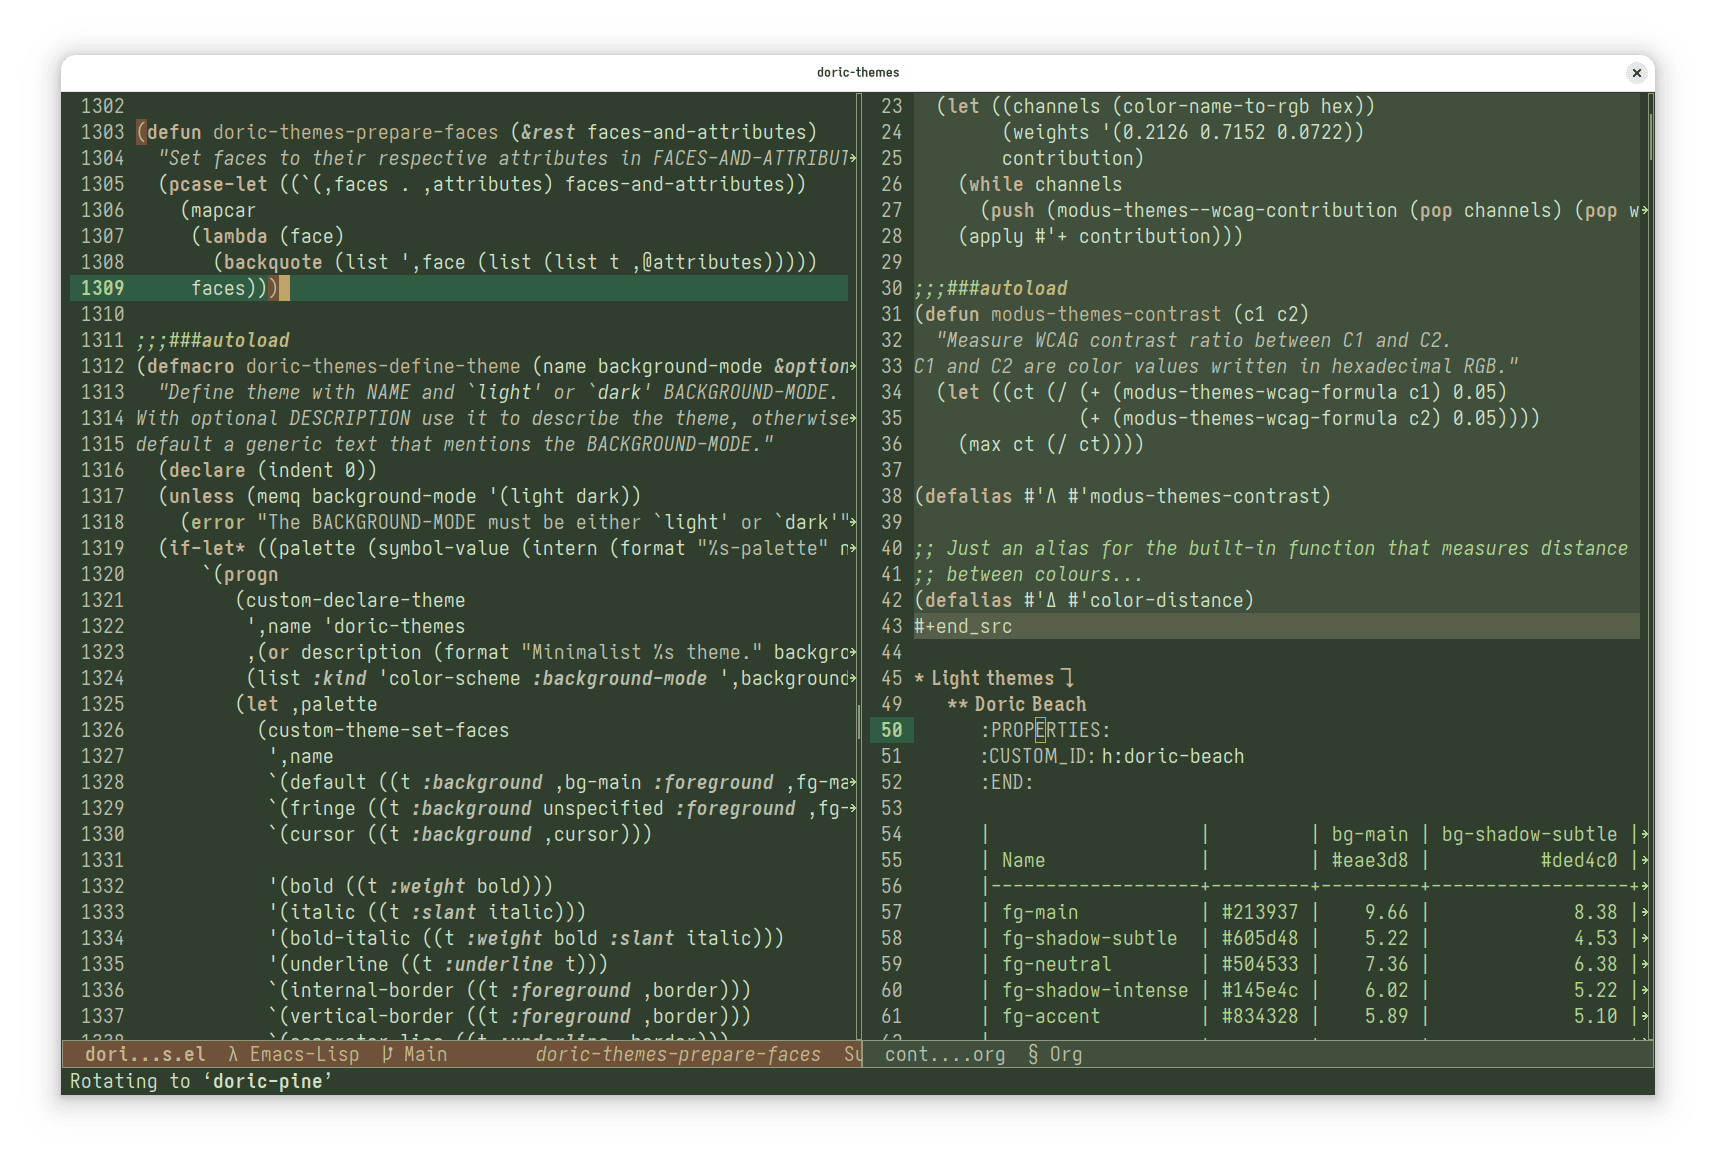 doric-themes
1302
1303 (defun doric-themes-prepare-faces (&rest faces-and-attributes)
1304   "Set faces to their respective attributes in FACES-AND-ATTRIBUT
1305   (pcase-let ((`(,faces . ,attributes) faces-and-attributes))
1306     (mapcar
1307      (lambda (face)
1308        (backquote (list ',face (list (list t ,@attributes)))))
1309      faces)))
1310
1311 ;;;###autoload
1312 (defmacro doric-themes-define-theme (name background-mode &option
1313   "Define theme with NAME and `light' or `dark' BACKGROUND-MODE.
1314 With optional DESCRIPTION use it to describe the theme, otherwise
1315 default a generic text that mentions the BACKGROUND-MODE."
1316   (declare (indent 0))
1317   (unless (memq background-mode '(light dark))
1318     (error "The BACKGROUND-MODE must be either `light' or `dark'"
1319   (if-let* ((palette (symbol-value (intern (format "%s-palette" n
1320       `(progn
1321          (custom-declare-theme
1322           ',name 'doric-themes
1323           ,(or description (format "Minimalist %s theme." backgro
1324           (list :kind 'color-scheme :background-mode ',background
1325          (let ,palette
1326            (custom-theme-set-faces
1327             ',name
1328             `(default ((t :background ,bg-main :foreground ,fg-ma
1329             `(fringe ((t :background unspecified :foreground ,fg-
1330             `(cursor ((t :background ,cursor)))
1331
1332             '(bold ((t :weight bold)))
1333             '(italic ((t :slant italic)))
1334             '(bold-italic ((t :weight bold :slant italic)))
1335             '(underline ((t :underline t)))
1336             `(internal-border ((t :foreground ,border)))
1337             `(vertical-border ((t :foreground ,border)))
dori...s.el  λ Emacs-Lisp  Main        doric-themes-prepare-faces  Su
23   (let ((channels (color-name-to-rgb hex))
24         (weights '(0.2126 0.7152 0.0722))
25         contribution)
26     (while channels
27       (push (modus-themes--wcag-contribution (pop channels) (pop w
28     (apply #'+ contribution)))
29
30 ;;;###autoload
31 (defun modus-themes-contrast (c1 c2)
32   "Measure WCAG contrast ratio between C1 and C2.
33 C1 and C2 are color values written in hexadecimal RGB."
34   (let ((ct (/ (+ (modus-themes-wcag-formula c1) 0.05)
35                (+ (modus-themes-wcag-formula c2) 0.05))))
36     (max ct (/ ct))))
37
38 (defalias #'Λ #'modus-themes-contrast)
39
40 ;; Just an alias for the built-in function that measures distance
41 ;; between colours...
42 (defalias #'Δ #'color-distance)
43 #+end_src
44
45 * Light themes ⤵
49    ** Doric Beach
50       :PROPERTIES:
51       :CUSTOM_ID: h:doric-beach
52       :END:
53
54       |                   |         | bg-main | bg-shadow-subtle |
55       | Name              |         | #eae3d8 |          #ded4c0 |
56       |-------------------+---------+---------+------------------+
57       | fg-main           | #213937 |    9.66 |             8.38 |
58       | fg-shadow-subtle  | #605d48 |    5.22 |             4.53 |
59       | fg-neutral        | #504533 |    7.36 |             6.38 |
60       | fg-shadow-intense | #145e4c |    6.02 |             5.22 |
61       | fg-accent         | #834328 |    5.89 |             5.10 |
cont....org  § Org
Rotating to ‘doric-pine’